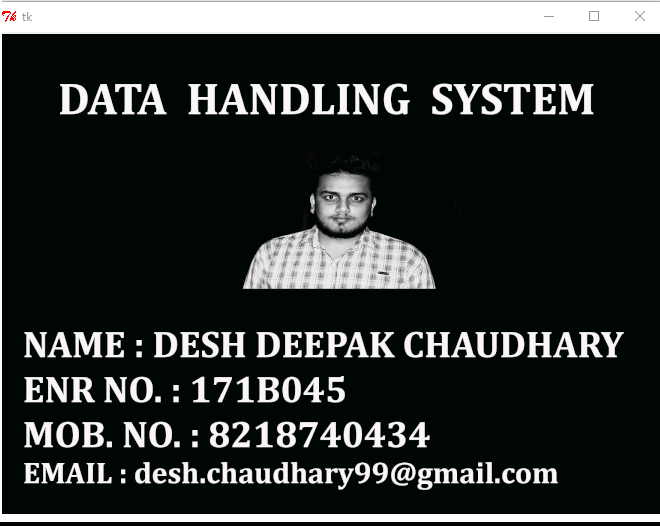 tk
DATA HANDLING SYSTEM
NAME : DESH DEEPAK CHAUDHARY
ENR NO. : 171B045
MOB. NO. : 8218740434
EMAIL : desh.chaudhary99@gmail.com